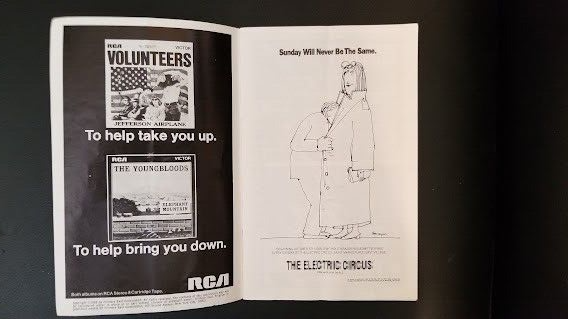 RCA VICTOR
VOLUNTEERS
JEFFERSON AIRPLANE
To help take you up.
RCA VICTOR
THE YOUNGBLOODS
ELEPHANT
MOUNTAIN
To help bring you down.
RCA
Both albums on RCA Stereo 8 Cartridge Tape.
Sunday Will Never Be The Same.
THE ELECTRIC CIRCUS